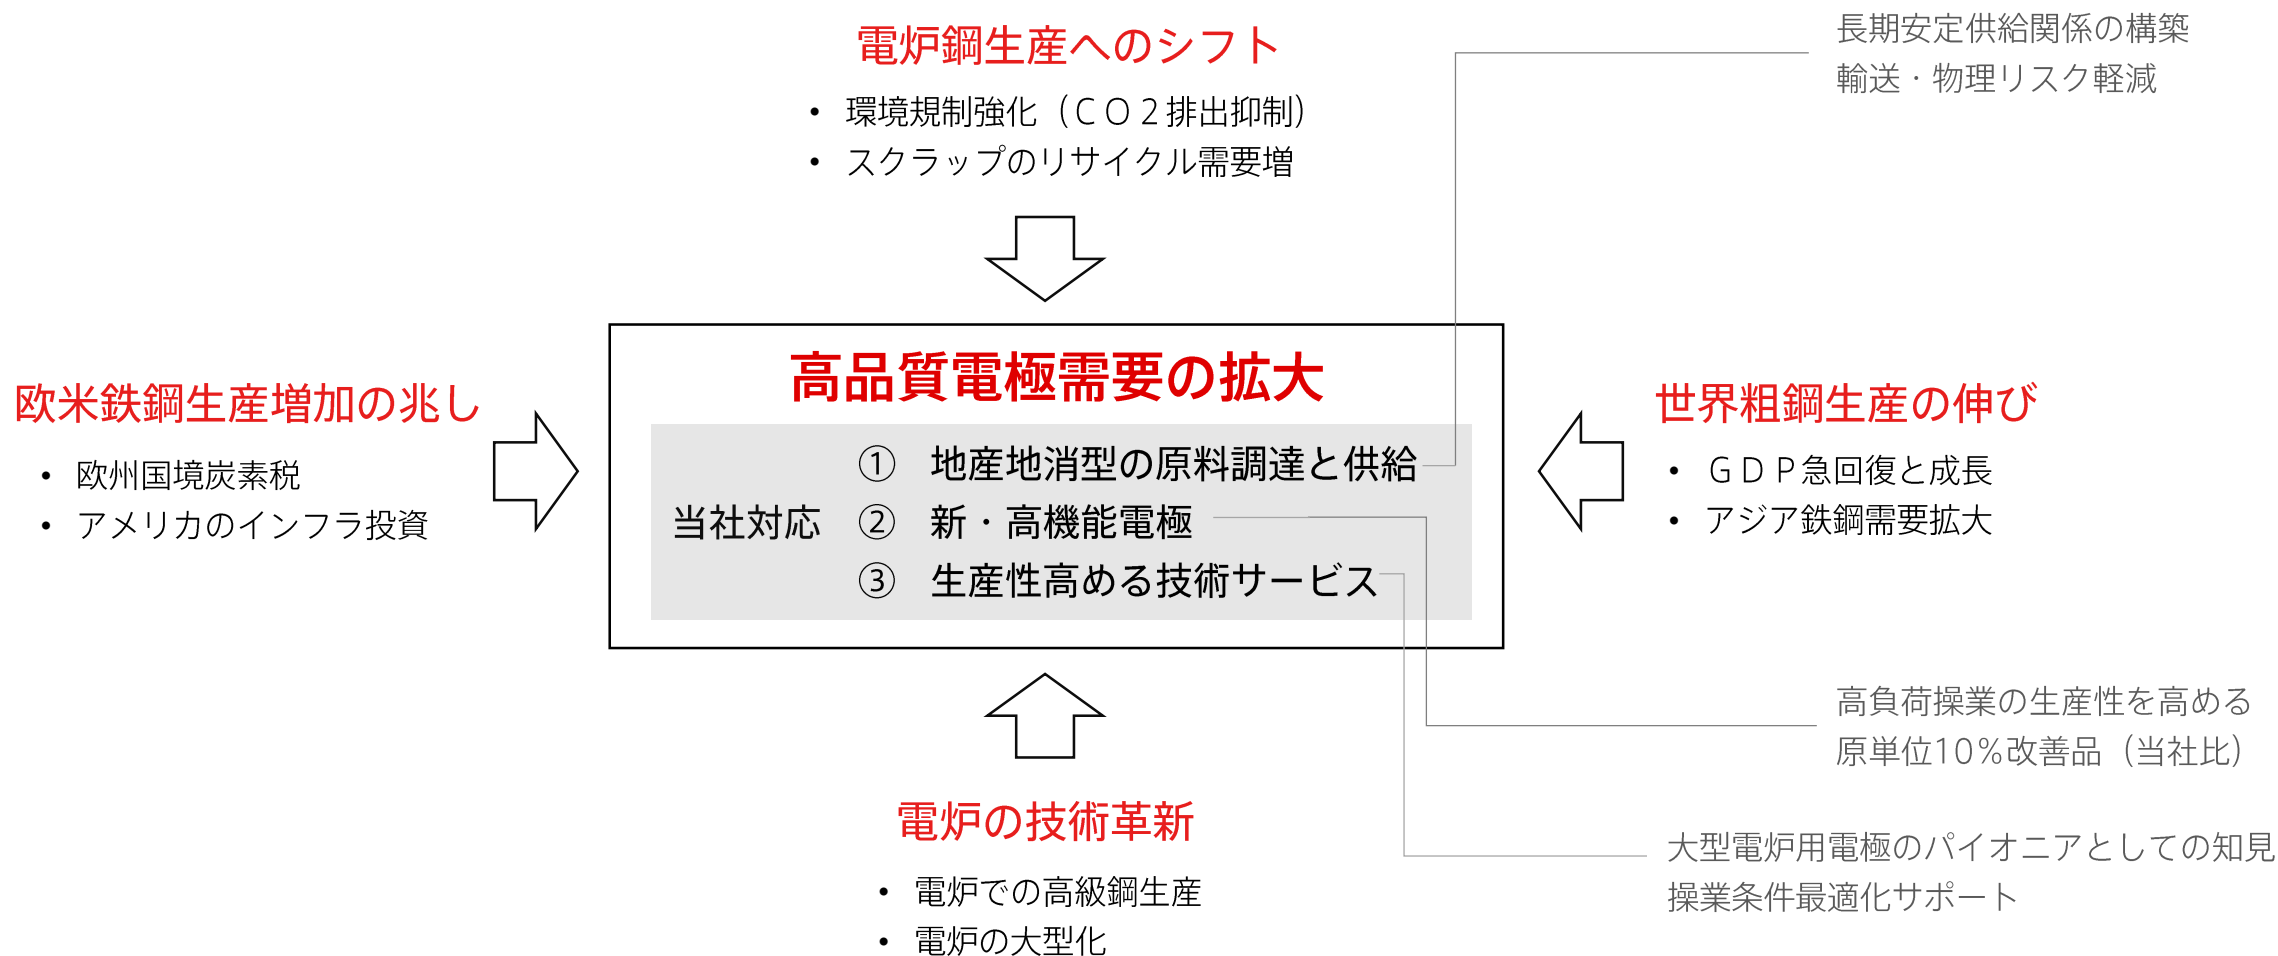 電炉鋼生産へのシフト
• 環境規制強化（ＣＯ２排出抑制）
• スクラップのリサイクル需要増
長期安定供給関係の構築
輸送・物理リスク軽減
欧米鉄鋼生産増加の兆し
• 欧州国境炭素税
• アメリカのインフラ投資
高品質電極需要の拡大
当社対応
① 地産地消型の原料調達と供給
② 新・高機能電極
③ 生産性高める技術サービス
世界粗鋼生産の伸び
• ＧＤＰ急回復と成長
• アジア鉄鋼需要拡大
高負荷操業の生産性を高める
原単位10％改善品（当社比）
電炉の技術革新
• 電炉での高級鋼生産
• 電炉の大型化
大型電炉用電極のパイオニアとしての知見
操業条件最適化サポート